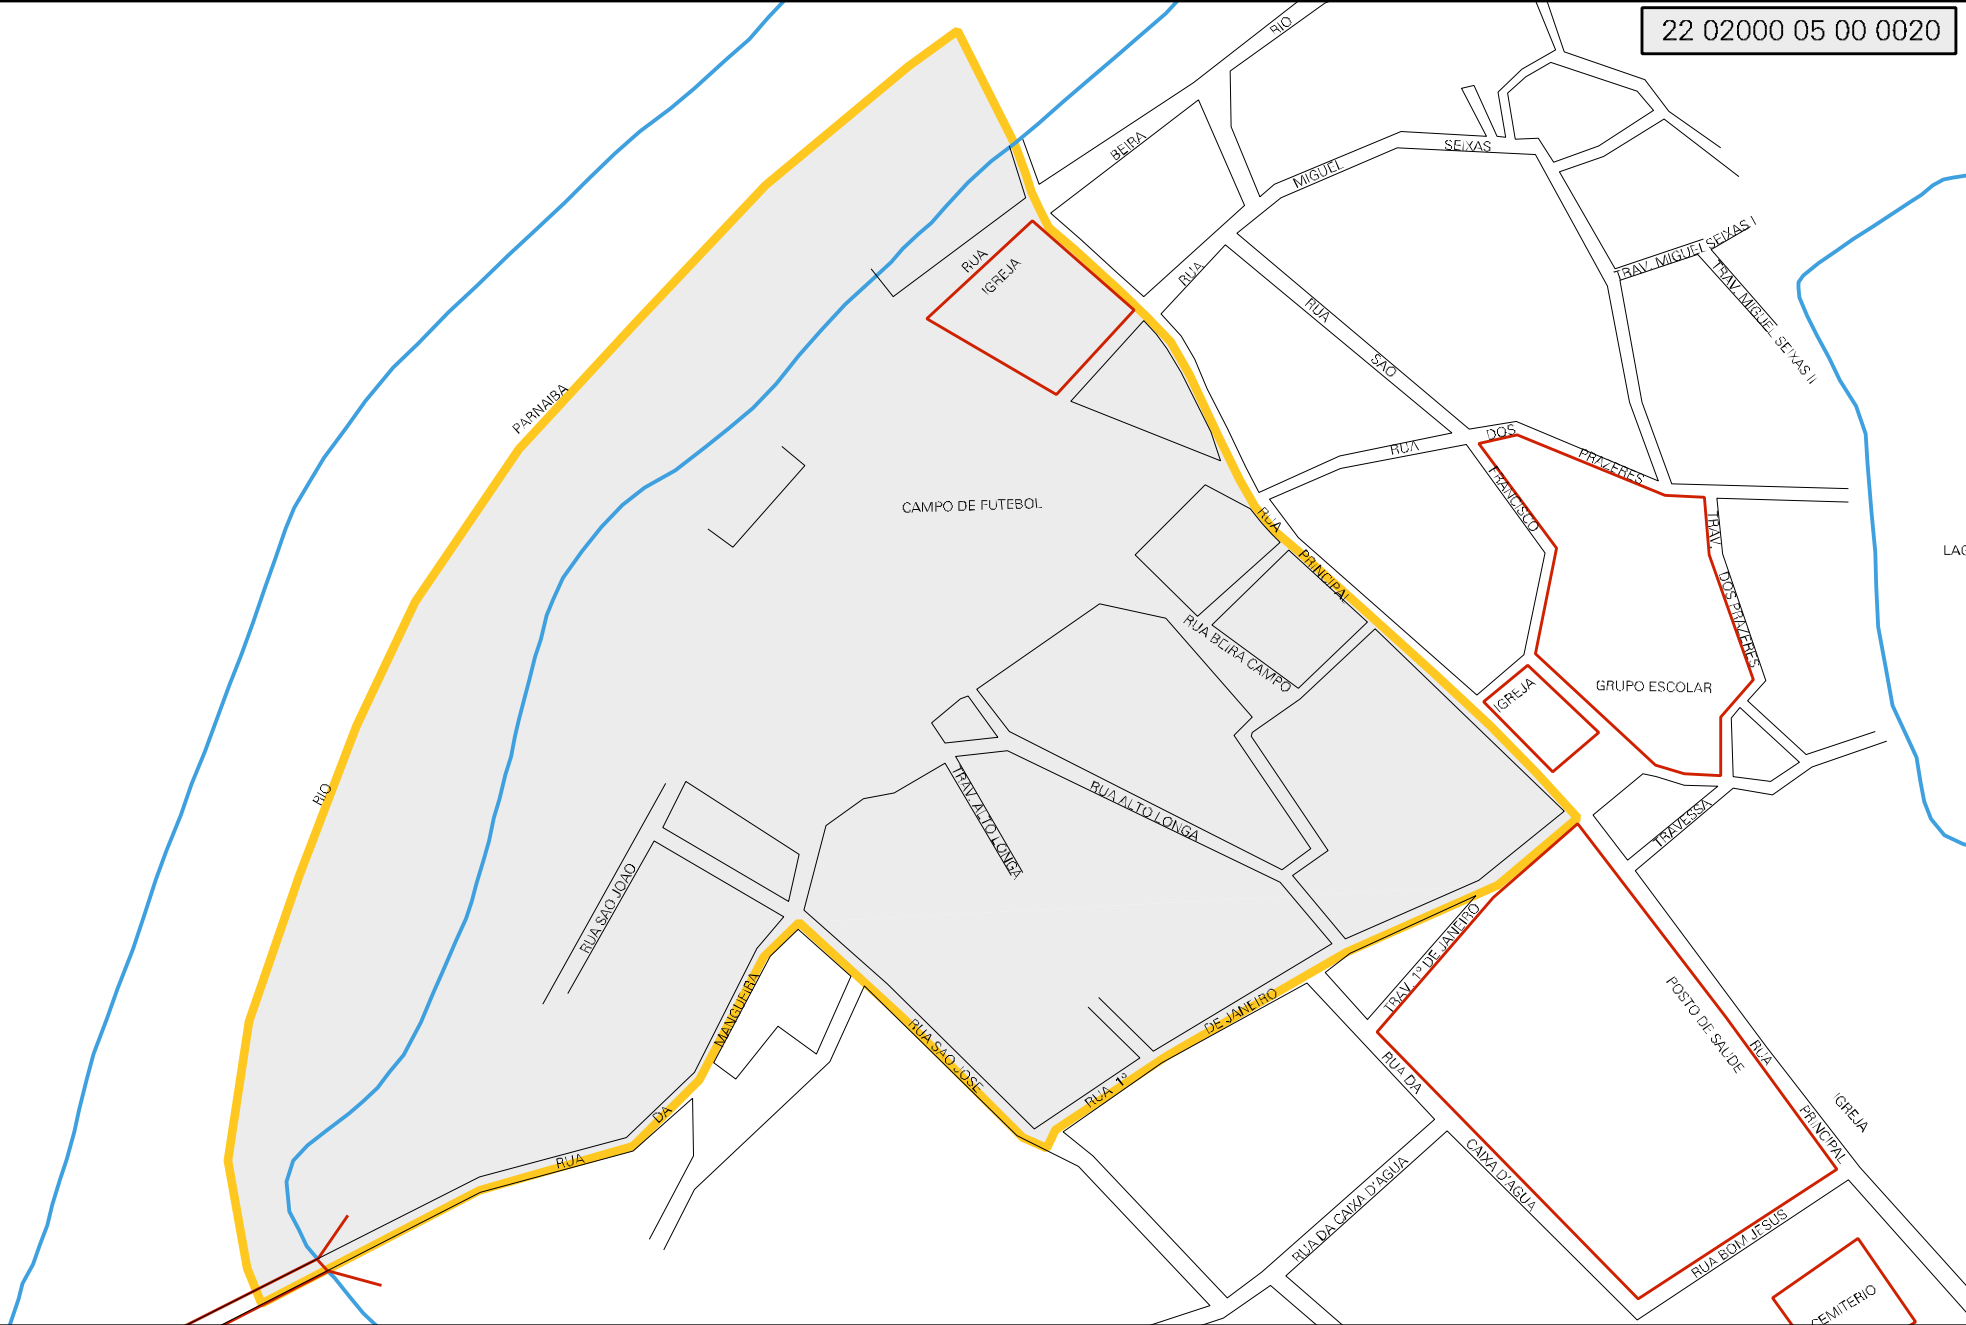 22 02000 05 00 0020
RIO
BEIRA
RUA
SEIXAS
MIGUEL
RUA
TRAV. MIGUEL SEIXAS I
TRAV. MIGUEL SEIXAS II
IGREJA
RUA
SAO
FRANCISCO
PARNAIBA
RIO
RUA
DOS
PRAZERES
TRAV.
DOS PRAZERES
CAMPO DE FUTEBOL
RUA
PRINCIPAL
RUA BEIRA CAMPO
GRUPO ESCOLAR
IGREJA
TRAVESSA
RUA ALTO LONGA
TRAV. ALTO LONGA
RUA SAO JOAO
TRAV. 1º DE JANEIRO
RUA 1º
DE JANEIRO
RUA SAO JOSE
RUA
DA
MANGUEIRA
POSTO DE SAUDE
RUA
PRINCIPAL
IGREJA
RUA DA
CAIXA D'AGUA
RUA DA CAIXA D'AGUA
RUA BOM JESUS
CEMITERIO